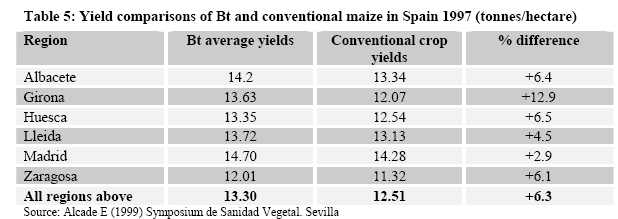 Table 5: Yield comparisons of Bt and conventional maize in Spain 1997 (tonnes/hectare)
Region Bt average yields Conventional crop yields % difference
Albacete 14.2 13.34 +6.4
Girona 13.63 12.07 +12.9
Huesca 13.35 12.54 +6.5
Lleida 13.72 13.13 +4.5
Madrid 14.70 14.28 +2.9
Zaragosa 12.01 11.32 +6.1
All regions above 13.30 12.51 +6.3
Source: Alcade E (1999) Symposium de Sanidad Vegetal. Sevilla